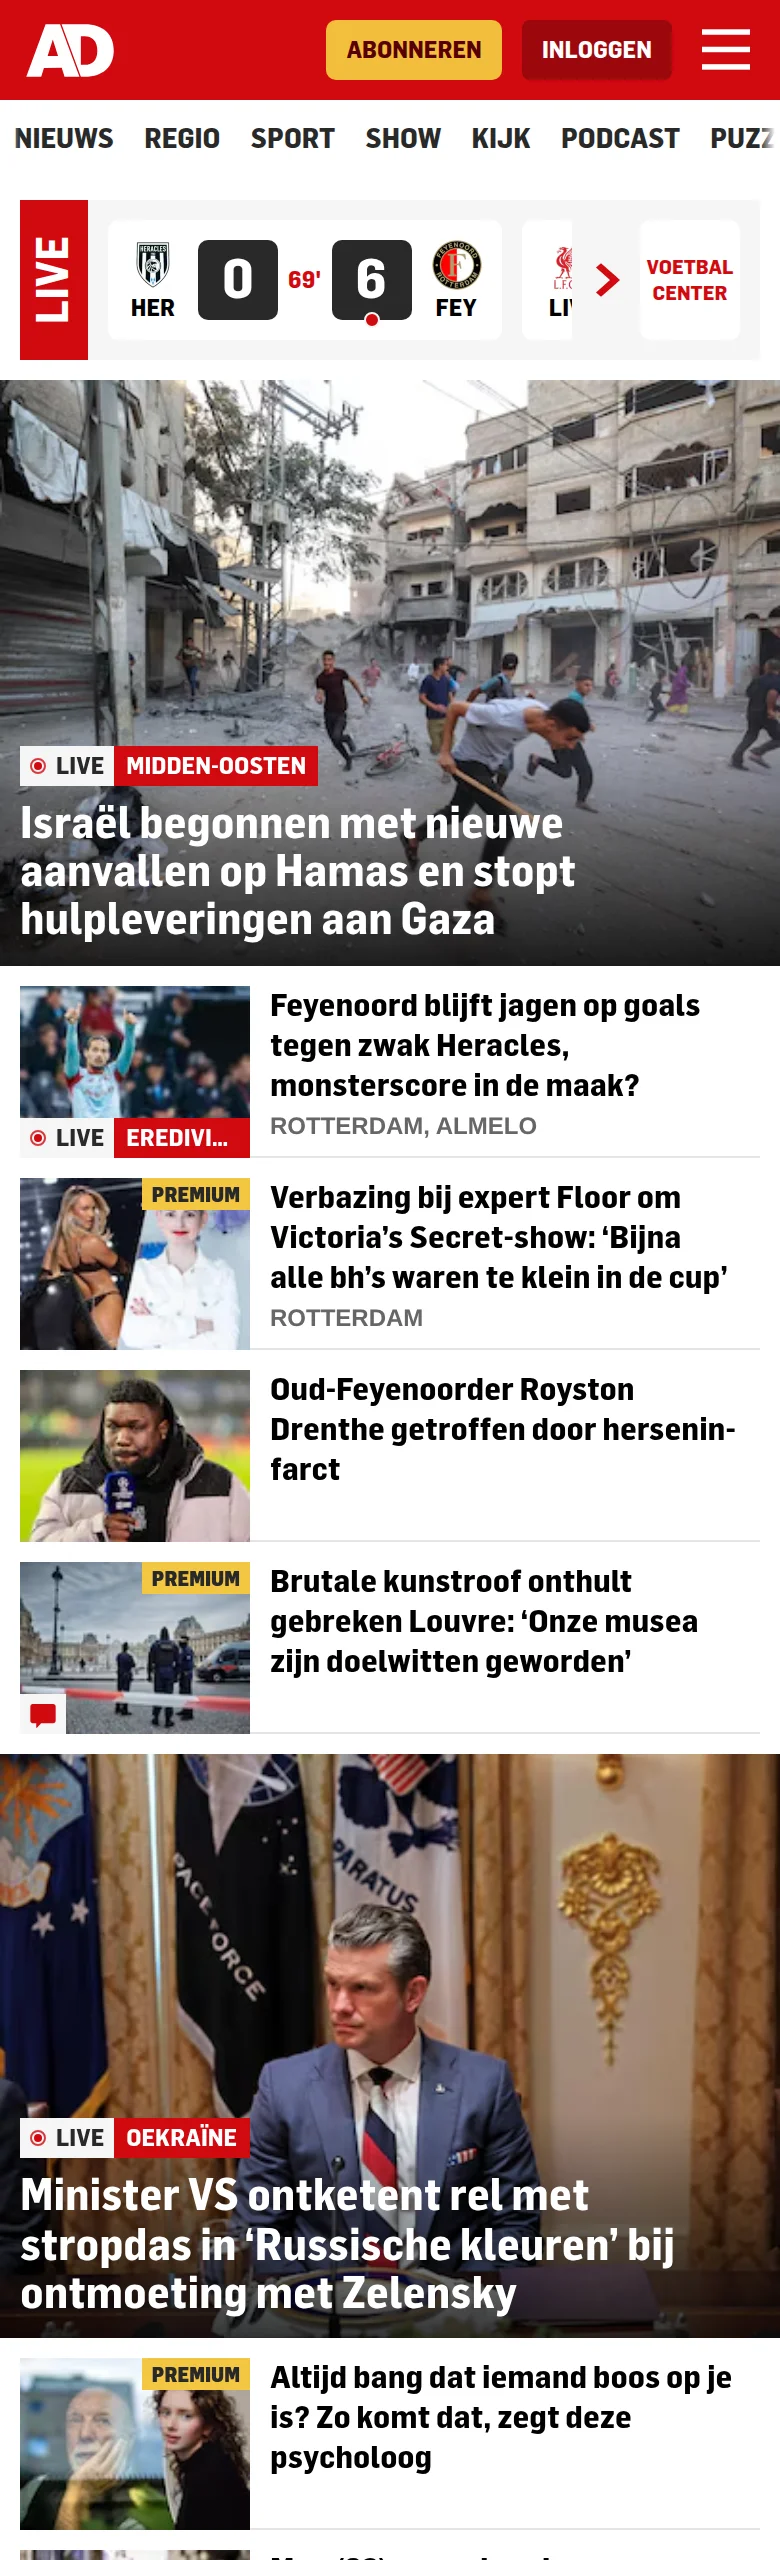 AD
ABONNEREN
INLOGGEN
NIEUWS REGIO SPORT SHOW KIJK PODCAST PUZZ
LIVE
HERACLES
HER
0
69'
6
FEYENOORD
ROTTERDAM
FEY
L.F.C
LIV
VOETBAL
CENTER
LIVE MIDDEN-OOSTEN
Israël begonnen met nieuwe
aanvallen op Hamas en stopt
hulpleveringen aan Gaza
LIVE EREDIVI...
Feyenoord blijft jagen op goals
tegen zwak Heracles,
monsterscore in de maak?
ROTTERDAM, ALMELO
PREMIUM
Verbazing bij expert Floor om
Victoria’s Secret-show: ‘Bijna
alle bh’s waren te klein in de cup’
ROTTERDAM
Oud-Feyenoorder Royston
Drenthe getroffen door hersenin-
farct
PREMIUM
Brutale kunstroof onthult
gebreken Louvre: ‘Onze musea
zijn doelwitten geworden’
PARATUS
PACE FORCE
LIVE OEKRAÏNE
Minister VS ontketent rel met
stropdas in ‘Russische kleuren’ bij
ontmoeting met Zelensky
PREMIUM
Altijd bang dat iemand boos op je
is? Zo komt dat, zegt deze
psycholoog